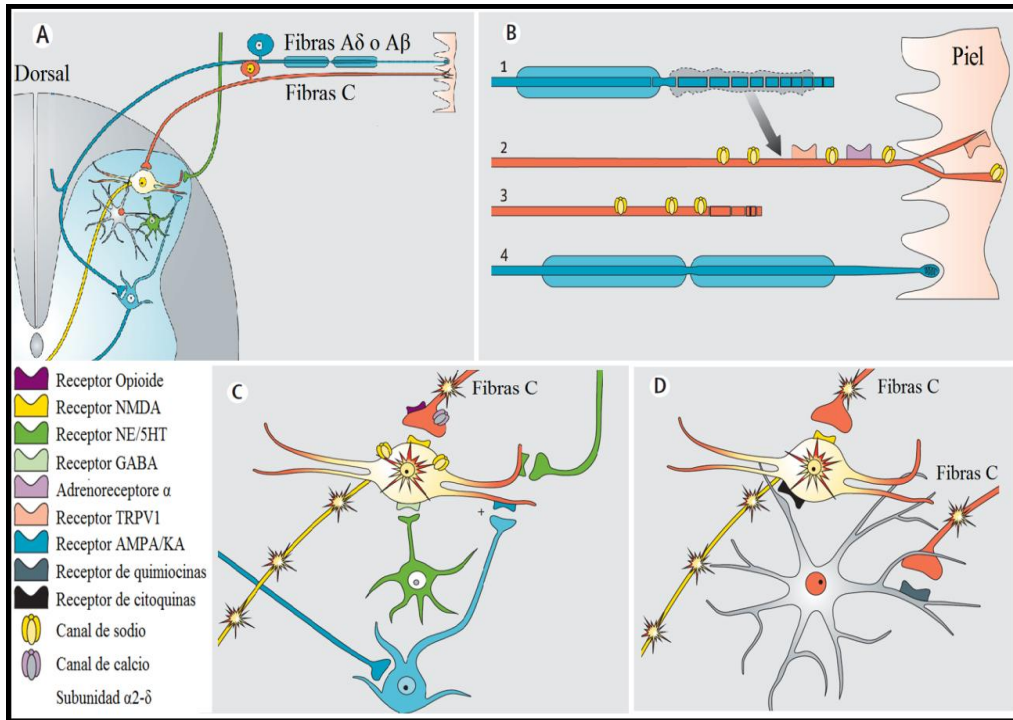 A
Dorsal
Fibras Aδ o Aβ
Fibras C
B
Piel
1
2
3
4
Receptor Opioide
Receptor NMDA
Receptor NE/5HT
Receptor GABA
Adrenoreceptore α
Receptor TRPV1
Receptor AMPA/KA
Receptor de quimiocinas
Receptor de citoquinas
Canal de sodio
Canal de calcio
Subunidad α2-δ
C
Fibras C
+
D
Fibras C
Fibras C